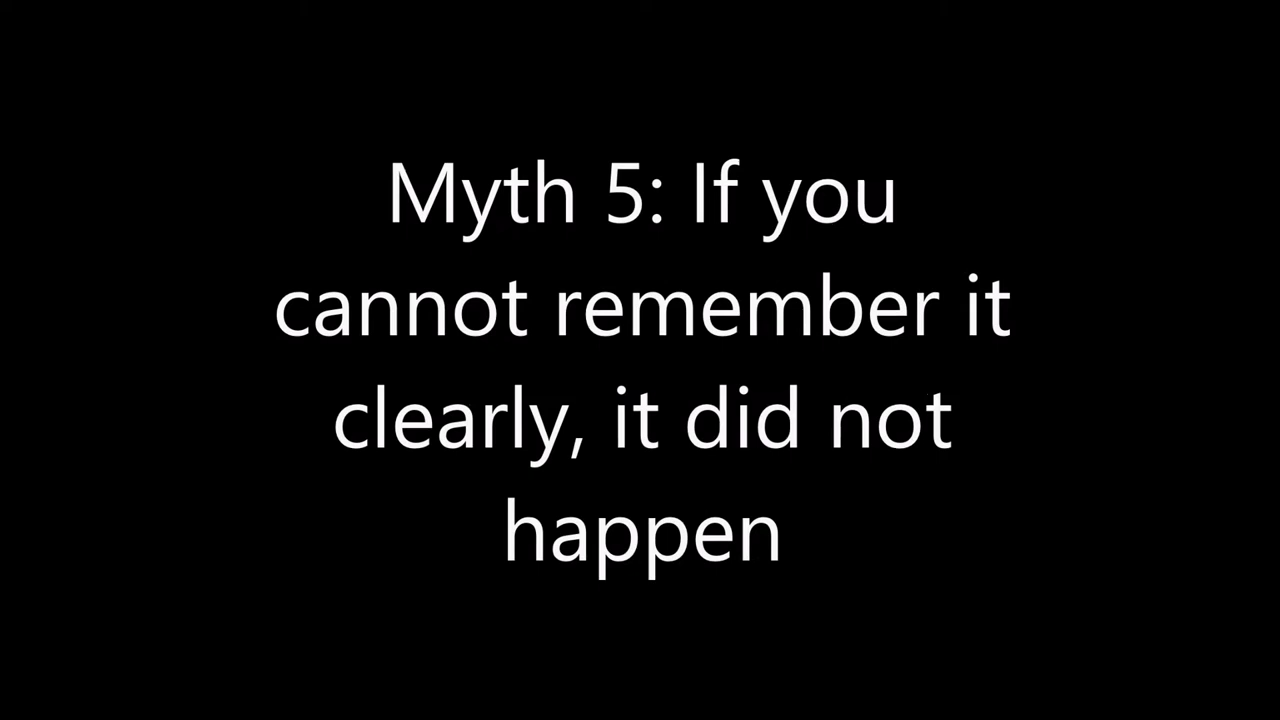 Myth 5: If you
cannot remember it
clearly, it did not
happen